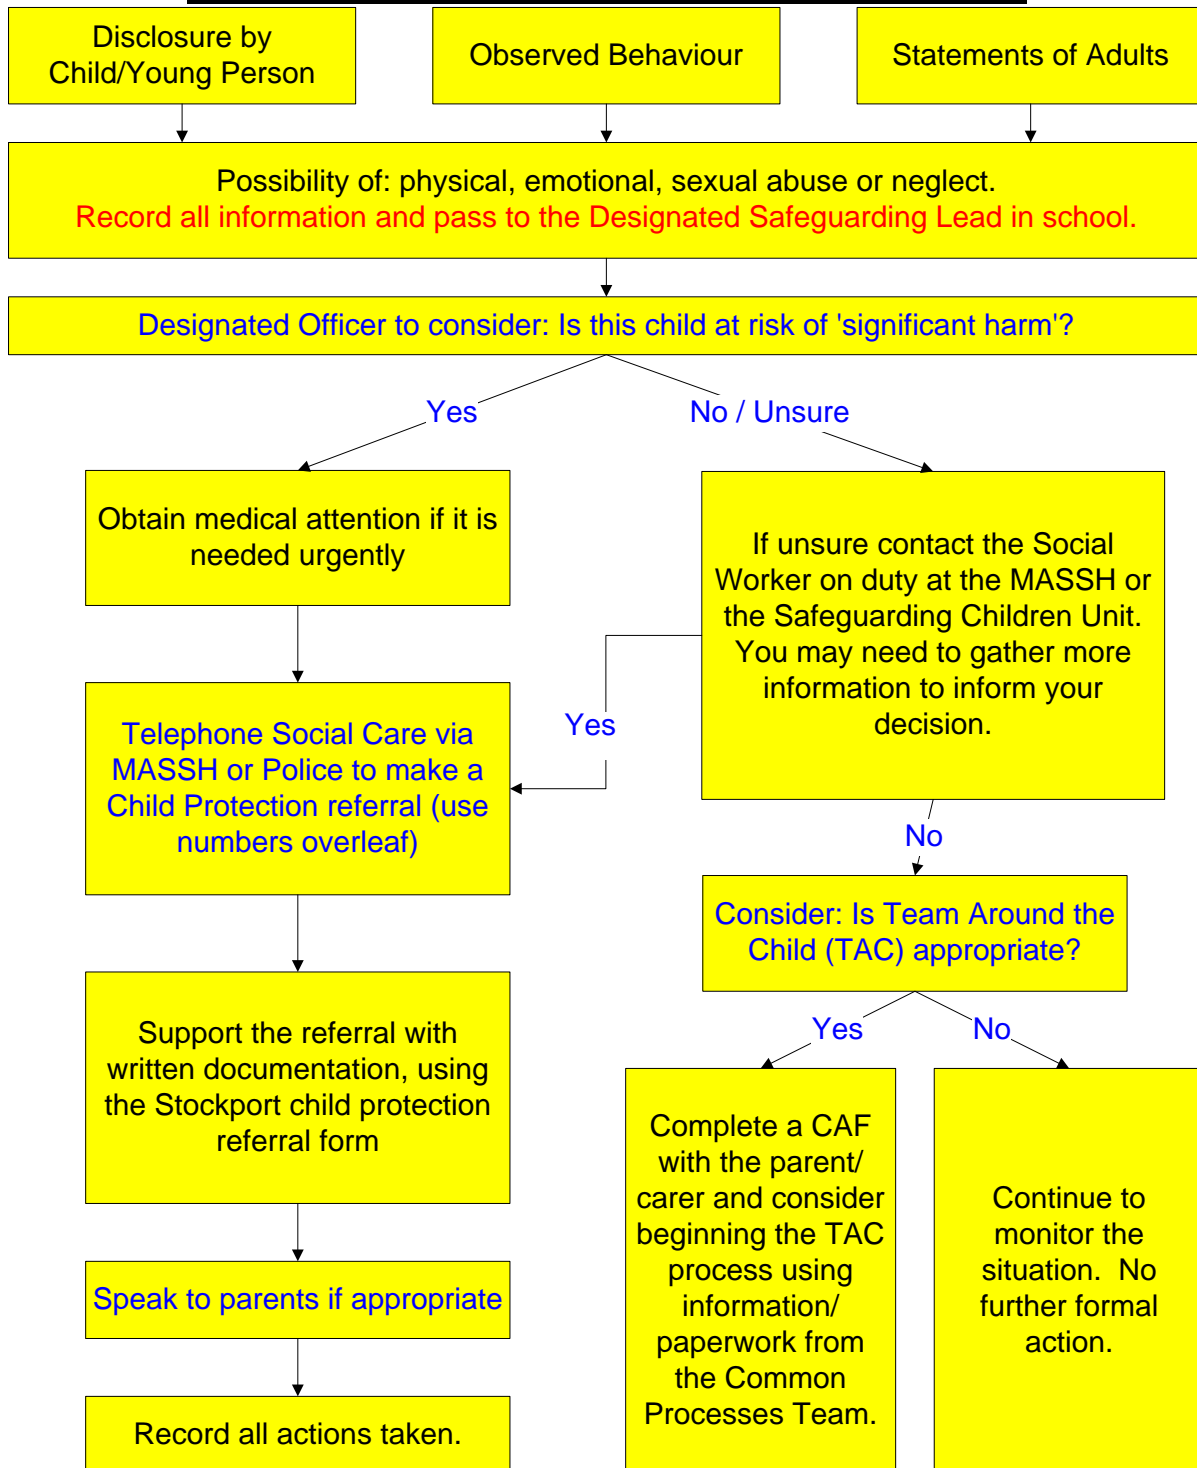 Disclosure by
Child/Young Person
Observed Behaviour
Statements of Adults
Possibility of: physical, emotional, sexual abuse or neglect.
Record all information and pass to the Designated Safeguarding Lead in school.
Designated Officer to consider: Is this child at risk of 'significant harm'?
Yes
No / Unsure
Obtain medical attention if it is
needed urgently
If unsure contact the Social
Worker on duty at the MASSH or
the Safeguarding Children Unit.
You may need to gather more
information to inform your
decision.
Yes
Telephone Social Care via
MASSH or Police to make a
Child Protection referral (use
numbers overleaf)
No
Consider: Is Team Around the
Child (TAC) appropriate?
Yes
No
Support the referral with
written documentation, using
the Stockport child protection
referral form
Complete a CAF
with the parent/
carer and consider
beginning the TAC
process using
information/
paperwork from
the Common
Processes Team.
Continue to
monitor the
situation.  No
further formal
action.
Speak to parents if appropriate
Record all actions taken.